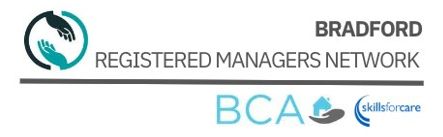 BRADFORD
REGISTERED MANAGERS NETWORK
BCA skillsforcare